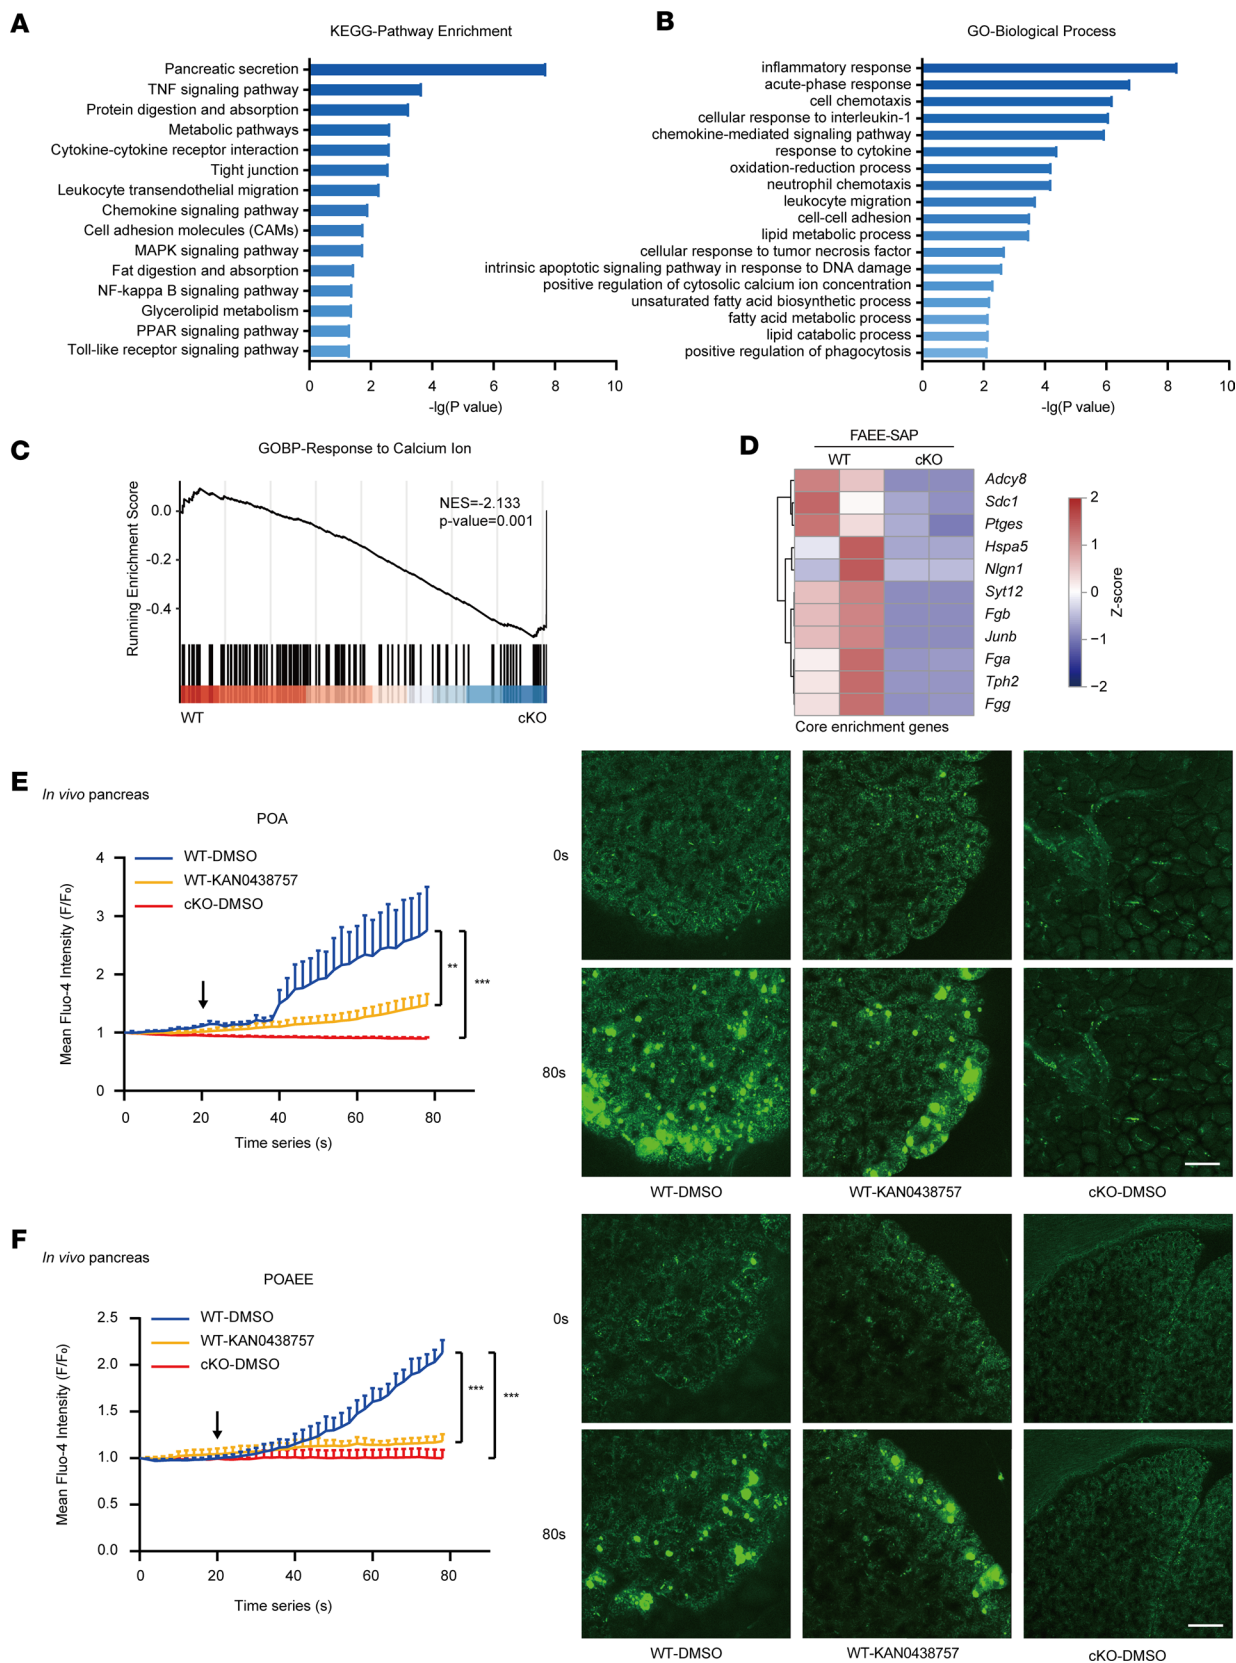 A
KEGG-Pathway Enrichment
Pancreatic secretion
TNF signaling pathway
Protein digestion and absorption
Metabolic pathways
Cytokine-cytokine receptor interaction
Tight junction
Leukocyte transendothelial migration
Chemokine signaling pathway
Cell adhesion molecules (CAMs)
MAPK signaling pathway
Fat digestion and absorption
NF-kappa B signaling pathway
Glycerolipid metabolism
PPAR signaling pathway
Toll-like receptor signaling pathway
0 2 4 6 8 10
-lg(P value)
B
GO-Biological Process
inflammatory response
acute-phase response
cell chemotaxis
cellular response to interleukin-1
chemokine-mediated signaling pathway
response to cytokine
oxidation-reduction process
neutrophil chemotaxis
leukocyte migration
cell-cell adhesion
lipid metabolic process
cellular response to tumor necrosis factor
intrinsic apoptotic signaling pathway in response to DNA damage
positive regulation of cytosolic calcium ion concentration
unsaturated fatty acid biosynthetic process
fatty acid metabolic process
lipid catabolic process
positive regulation of phagocytosis
0 2 4 6 8 10
-lg(P value)
C
GOBP-Response to Calcium Ion
Running Enrichment Score
0.0
-0.2
-0.4
NES=-2.133
p-value=0.001
WT cKO
D
FAEE-SAP
WT cKO
Adcy8
Sdc1
Ptges
Hspa5
Nlgn1
Syt12
Fgb
Junb
Fga
Tph2
Fgg
Core enrichment genes
2
1
0
−1
−2
Z-score
E
In vivo pancreas
POA
WT-DMSO
WT-KAN0438757
cKO-DMSO
Mean Fluo-4 Intensity (F/F₀)
4
3
2
1
0
** ***
0 20 40 60 80
Time series (s)
0s
80s
WT-DMSO WT-KAN0438757 cKO-DMSO
F
In vivo pancreas
POAEE
WT-DMSO
WT-KAN0438757
cKO-DMSO
Mean Fluo-4 Intensity (F/F₀)
2.5
2.0
1.5
1.0
0.5
0.0
*** ***
0 20 40 60 80
Time series (s)
0s
80s
WT-DMSO WT-KAN0438757 cKO-DMSO